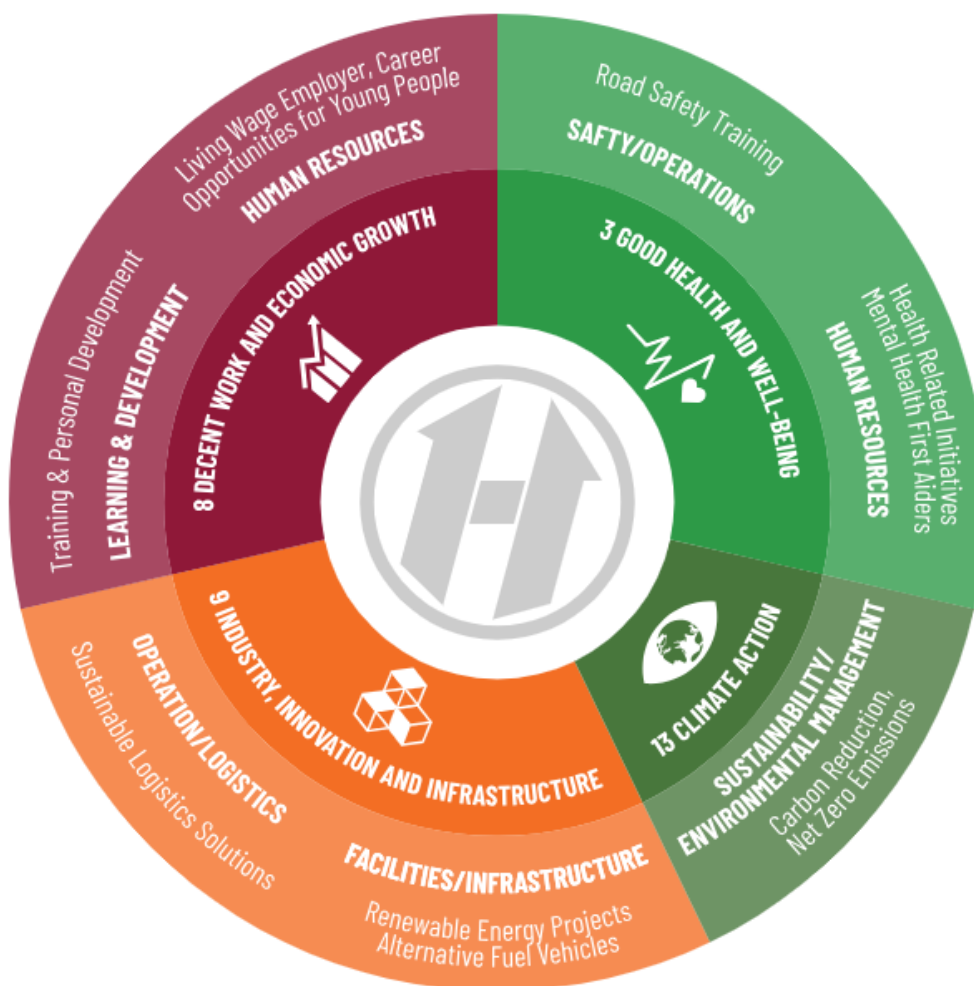 Living Wage Employer, Career
Opportunities for Young People
HUMAN RESOURCES
Training & Personal Development
LEARNING & DEVELOPMENT
8 DECENT WORK AND ECONOMIC GROWTH
Road Safety Training
SAFTY/OPERATIONS
3 GOOD HEALTH AND WELL-BEING
Health Related Initiatives
Mental Health First Aiders
HUMAN RESOURCES
13 CLIMATE ACTION
SUSTAINABILITY/
ENVIRONMENTAL MANAGEMENT
Carbon Reduction,
Net Zero Emissions
9 INDUSTRY, INNOVATION AND INFRASTRUCTURE
OPERATION/LOGISTICS
Sustainable Logistics Solutions
FACILITIES/INFRASTRUCTURE
Renewable Energy Projects
Alternative Fuel Vehicles
H